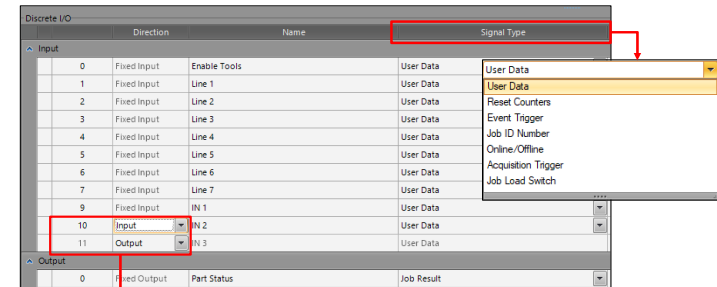 Discrete I/O
Direction Name Signal Type
Input
0 Fixed Input Enable Tools User Data
1 Fixed Input Line 1 User Data
2 Fixed Input Line 2 User Data
3 Fixed Input Line 3 User Data
4 Fixed Input Line 4 User Data
5 Fixed Input Line 5 User Data
6 Fixed Input Line 6 User Data
7 Fixed Input Line 7 User Data
9 Fixed Input IN 1 User Data
10 Input IN 2 User Data
11 Output IN 3 User Data
Output
0 Fixed Output Part Status Job Result
User Data
User Data
Reset Counters
Event Trigger
Job ID Number
Online/Offline
Acquisition Trigger
Job Load Switch